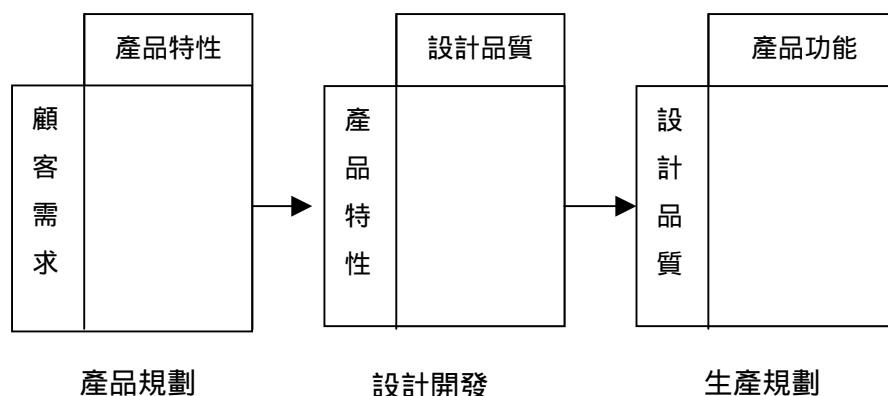 產品特性
顧客需求
產品規劃
設計品質
產品特性
設計開發
產品功能
設計品質
生產規劃